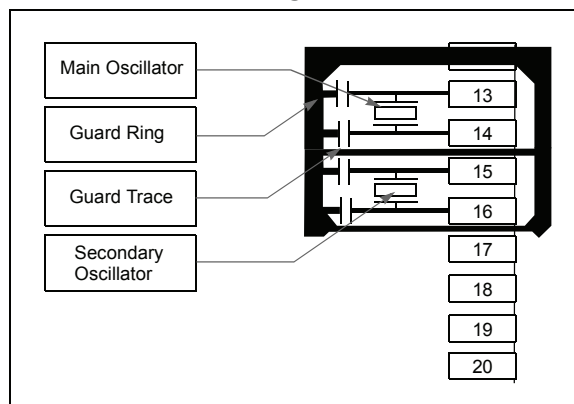 Main Oscillator
13
Guard Ring
14
15
Guard Trace
16
Secondary
Oscillator
17
18
19
20